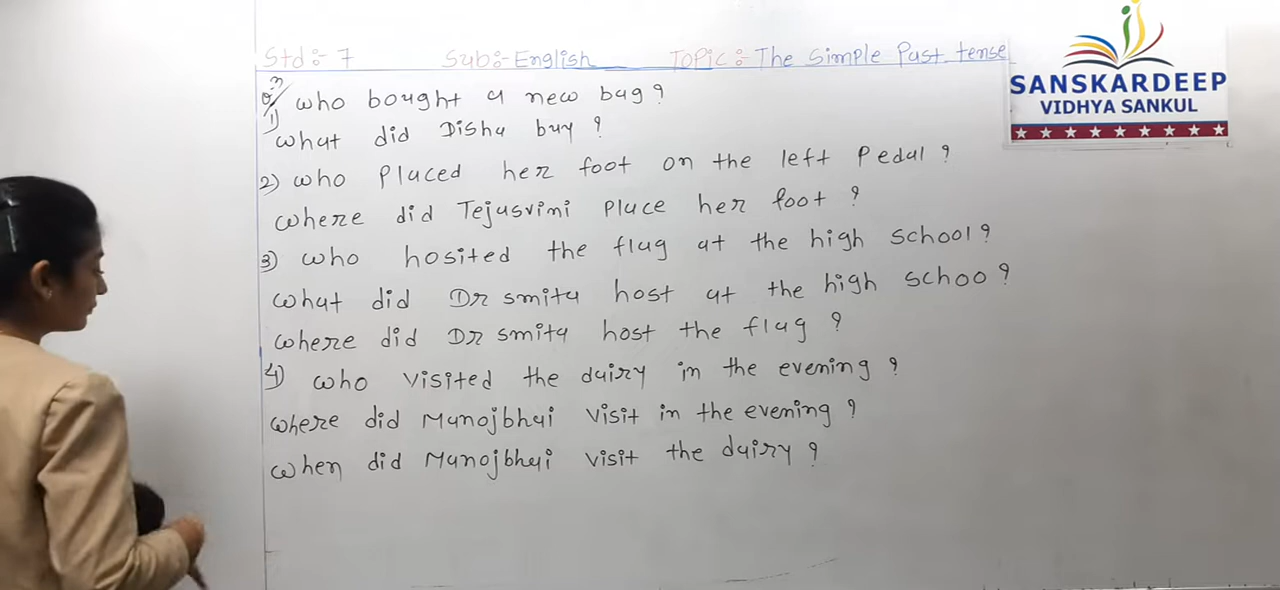 Std:- 7 Sub:- English Topic:- The Simple Past tense
SANSKARDEEP
VIDHYA SANKUL
Q/3
1) who bought a new bag?
what did Disha buy?
2) who placed her foot on the left pedal?
where did Tejasvini place her foot?
3) who hosited the flag at the high school?
what did Dr smita host at the high schoo?
where did Dr smita host the flag?
4) who visited the dairy in the evening?
where did Manojbhai visit in the evening?
when did Manojbhai visit the dairy?